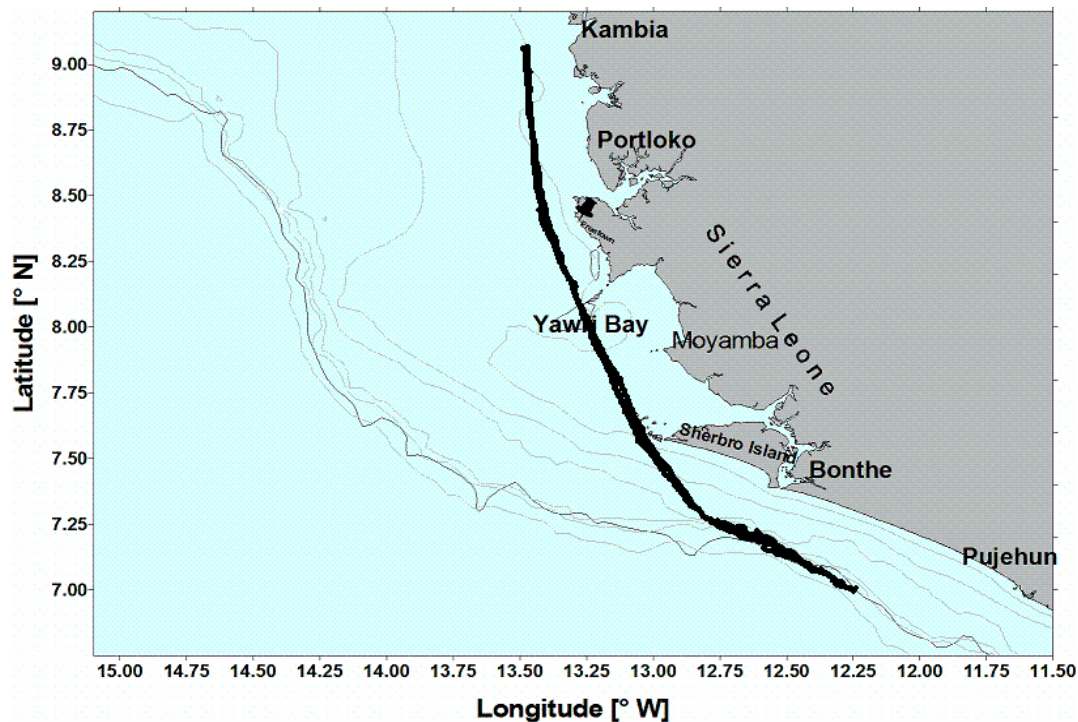 Kambia
9.00
8.75
Portloko
8.50
Freetown
8.25
Sierra Leone
Latitude [° N]
8.00
Yawri Bay
Moyamba
7.75
Sherbro Island
7.50
Bonthe
7.25
Pujehun
7.00
15.00 14.75 14.50 14.25 14.00 13.75 13.50 13.25 13.00 12.75 12.50 12.25 12.00 11.75 11.50
Longitude [° W]